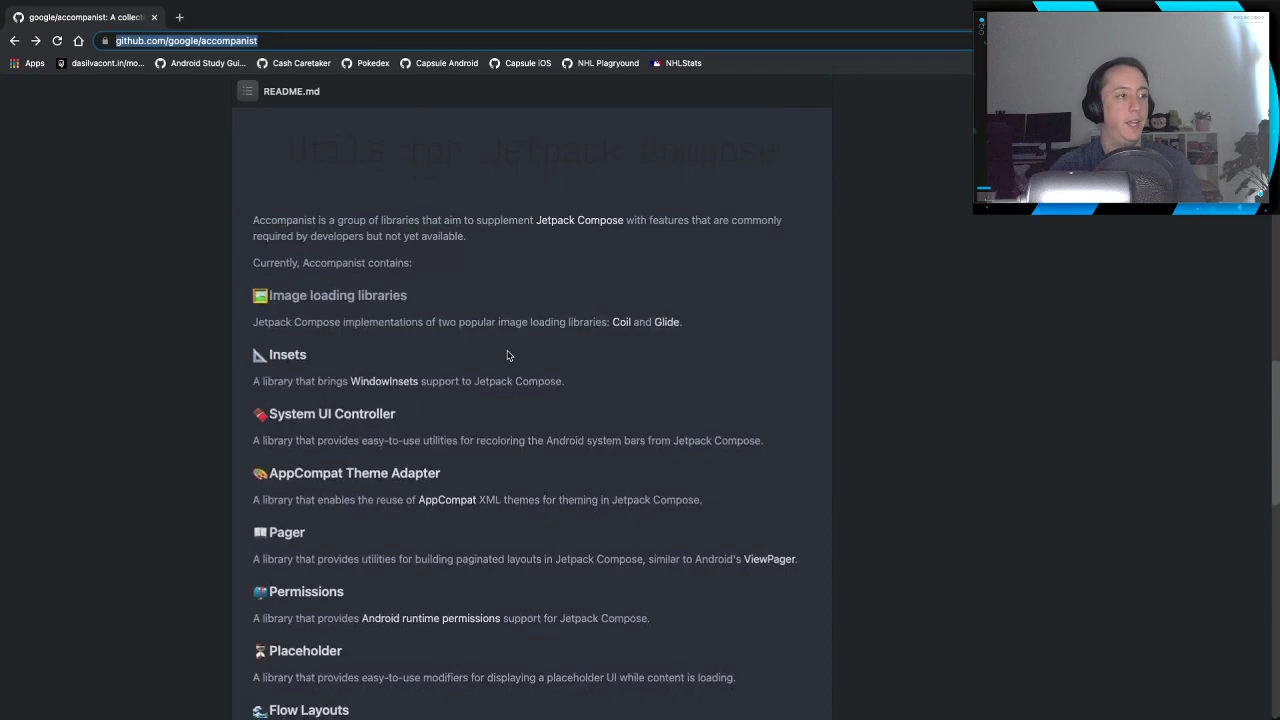 google/accompanist: A collecti
github.com/google/accompanist
Apps
dasilvacont.in/mo...
Android Study Gui...
Cash Caretaker
Pokedex
Capsule Android
Capsule iOS
NHL Plagryound
NHLStats
README.md
Utils for Jetpack Compose
Accompanist is a group of libraries that aim to supplement Jetpack Compose with features that are commonly
required by developers but not yet available.
Currently, Accompanist contains:
🖼️Image loading libraries
Jetpack Compose implementations of two popular image loading libraries: Coil and Glide.
📐Insets
A library that brings WindowInsets support to Jetpack Compose.
🍫System UI Controller
A library that provides easy-to-use utilities for recoloring the Android system bars from Jetpack Compose.
🎨AppCompat Theme Adapter
A library that enables the reuse of AppCompat XML themes for theming in Jetpack Compose.
📖Pager
A library that provides utilities for building paginated layouts in Jetpack Compose, similar to Android's ViewPager.
📫Permissions
A library that provides Android runtime permissions support for Jetpack Compose.
⏳Placeholder
A library that provides easy-to-use modifiers for displaying a placeholder UI while content is loading.
🌊Flow Layouts